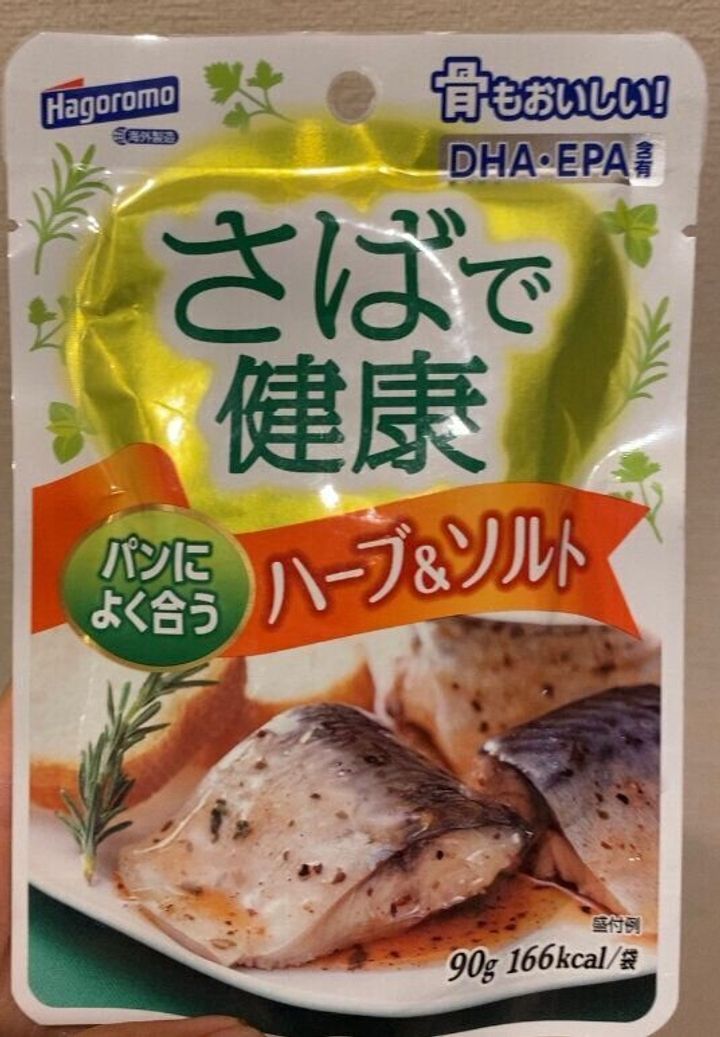 Hagoromo
海外製造
骨もおいしい!
DHA・EPA含有
さばで
健康
パンに
よく合う
ハーブ&ソルト
盛付例
90g 166kcal/袋